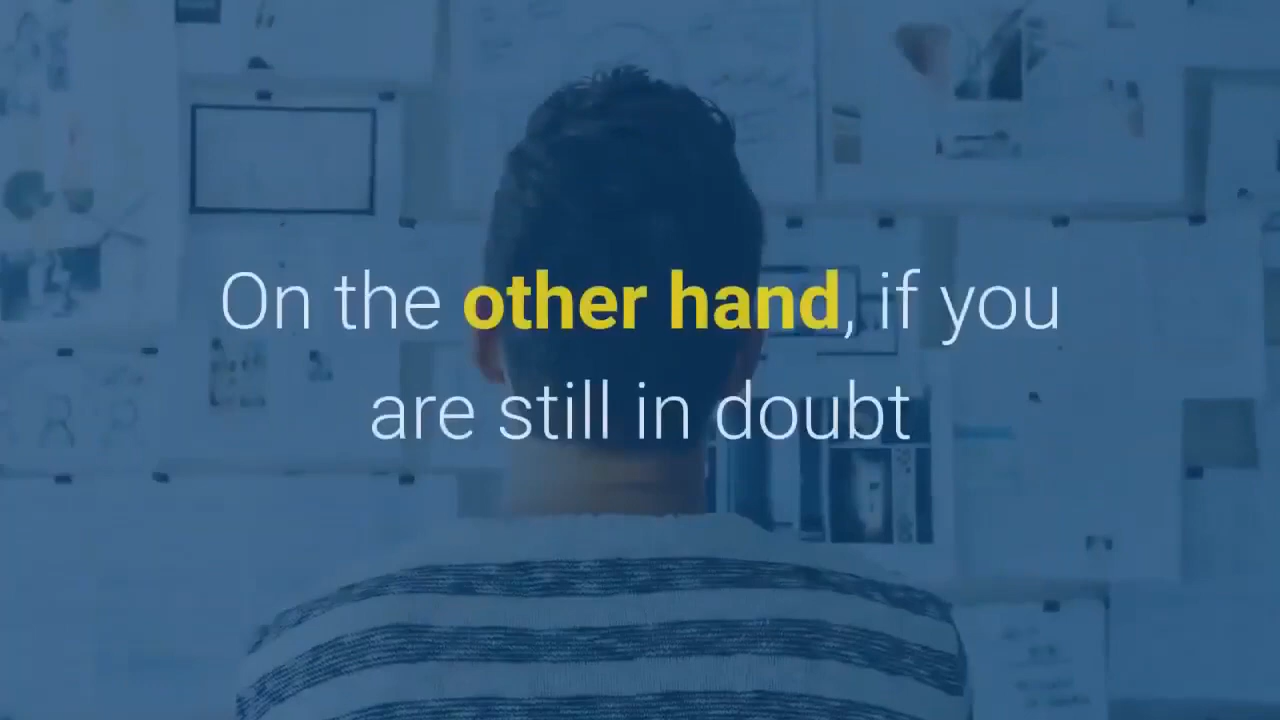 On the other hand, if you
are still in doubt